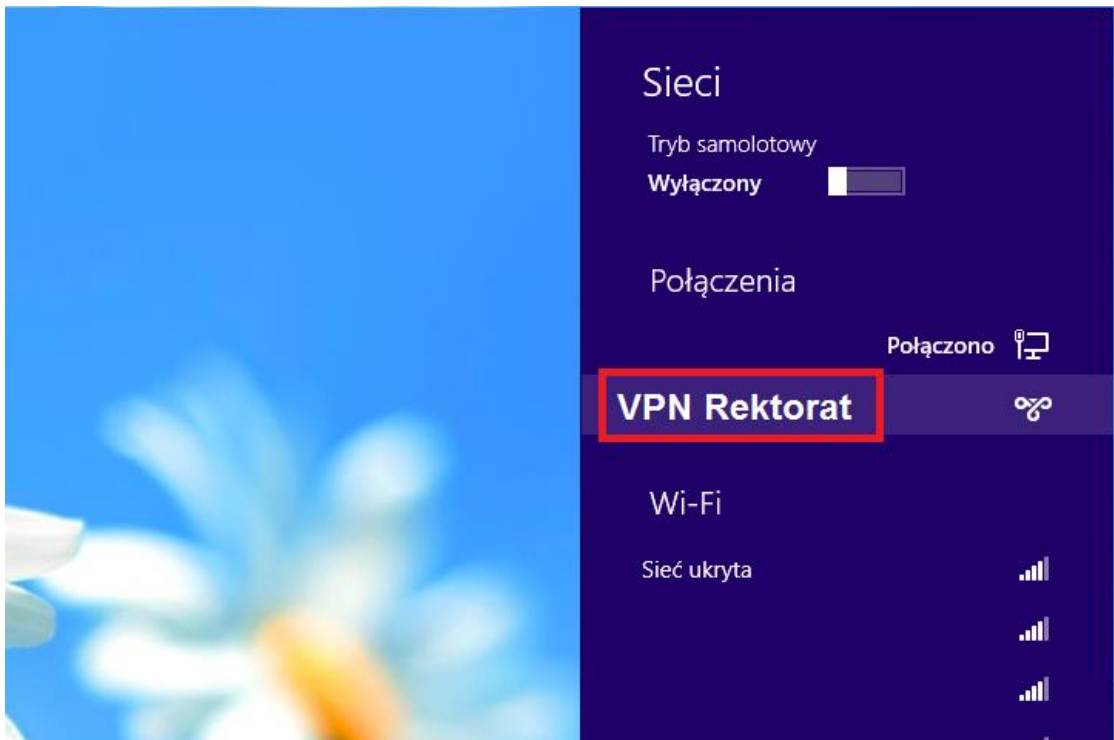 Sieci
Tryb samolotowy
Wyłączony
Połączenia
Połączono
VPN Rektorat
Wi-Fi
Sieć ukryta